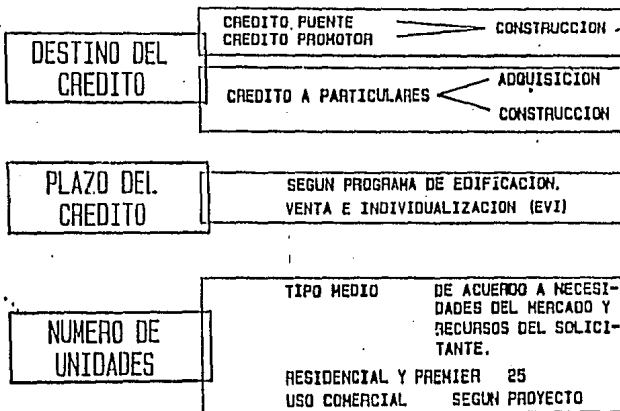 DESTINO DEL
CREDITO
CREDITO PUENTE
CREDITO PROMOTOR
CONSTRUCCION
CREDITO A PARTICULARES
ADQUISICION
CONSTRUCCION
PLAZO DEL
CREDITO
SEGUN PROGRAMA DE EDIFICACION,
VENTA E INDIVIDUALIZACION (EVI)
NUMERO DE
UNIDADES
TIPO MEDIO DE ACUERDO A NECESI-
DADES DEL MERCADO Y
RECURSOS DEL SOLICI-
TANTE.
RESIDENCIAL Y PREMIER 25
USO COMERCIAL SEGUN PROYECTO